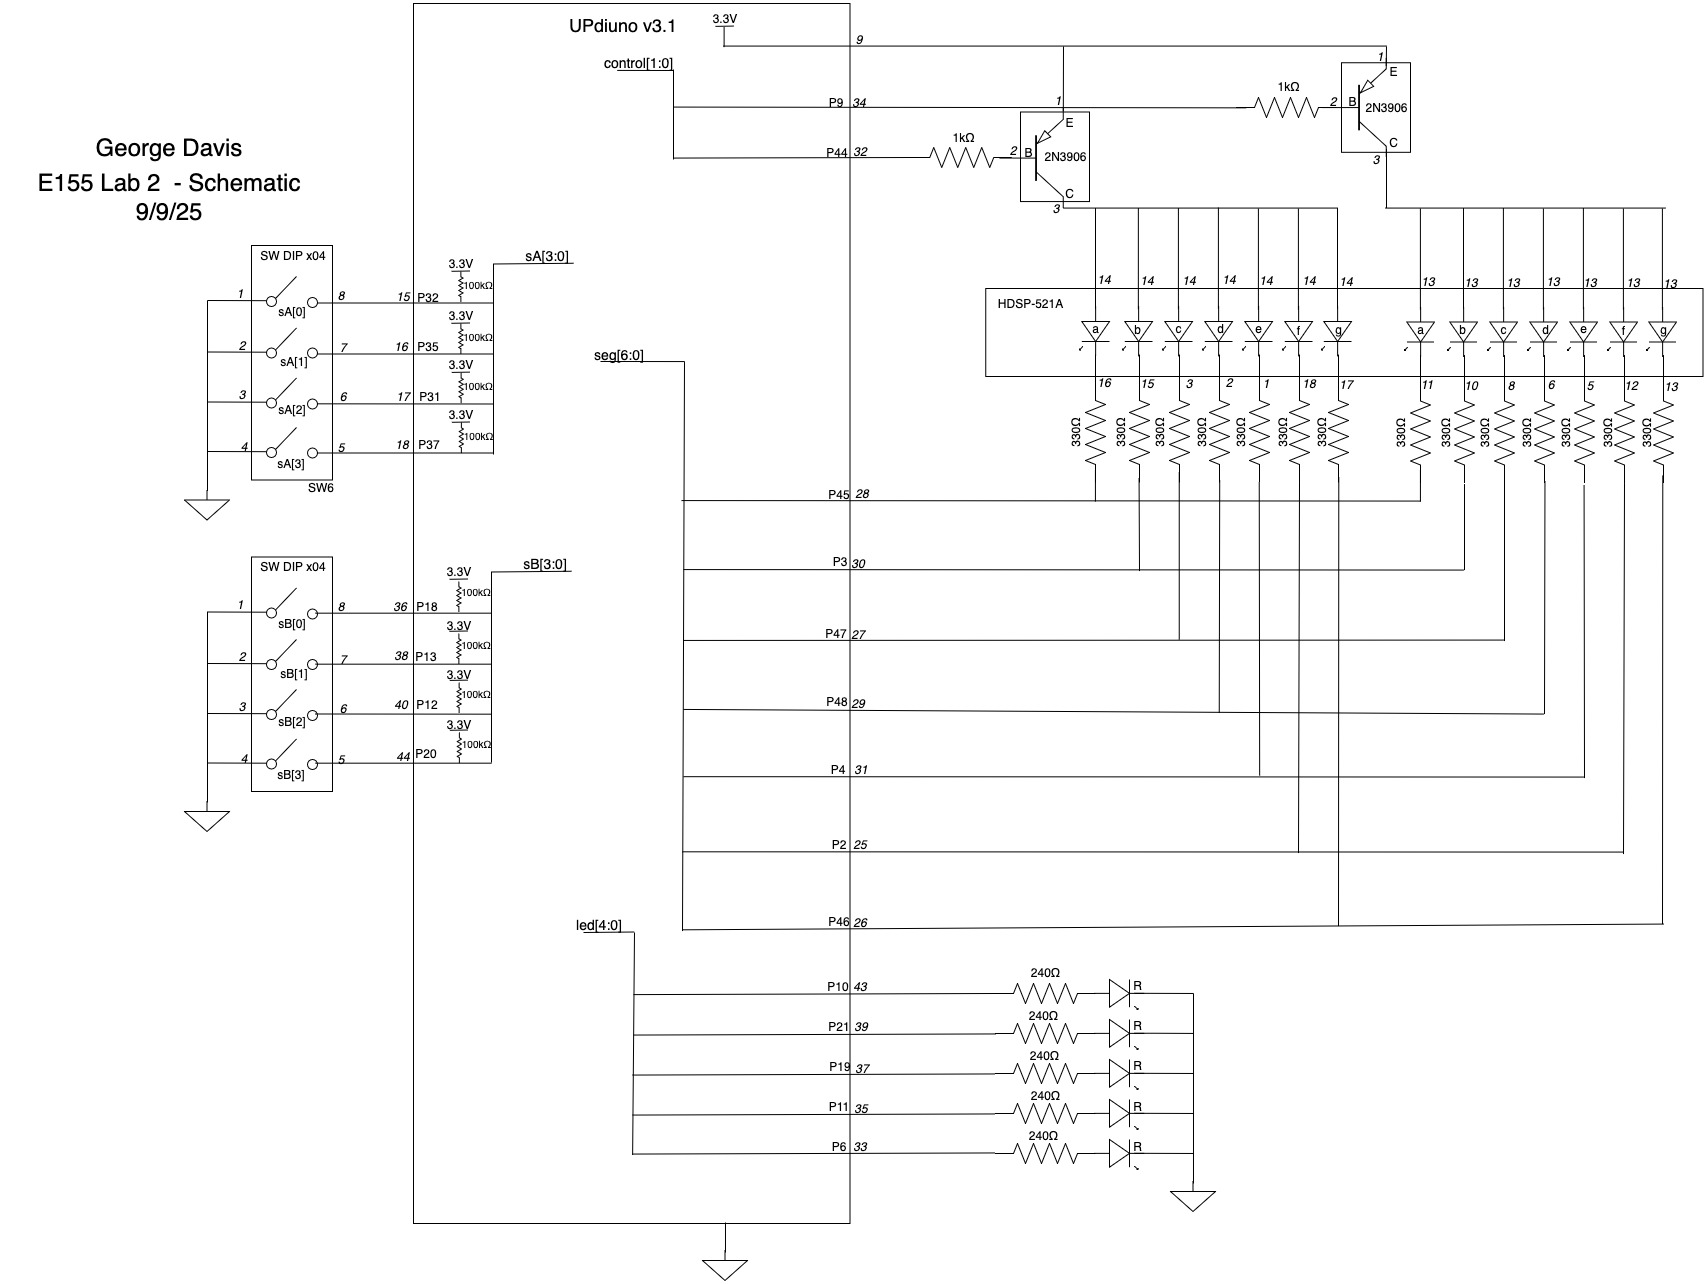 UPdiuno v3.1
3.3V
9
control[1:0]
P9 34
1kΩ
1
E
2 B 2N3906
C
3
P44 32
1kΩ
1
E
2 B 2N3906
C
3
George Davis
E155 Lab 2 - Schematic
9/9/25
SW DIP x04
1 sA[0] 8 15 P32 3.3V 100kΩ
2 sA[1] 7 16 P35 3.3V 100kΩ
3 sA[2] 6 17 P31 3.3V 100kΩ
4 sA[3] 5 18 P37 3.3V 100kΩ
SW6
sA[3:0]
HDSP-521A
14 14 14 14 14 14 14 13 13 13 13 13 13 13
a b c d e f g a b c d e f g
16 15 3 2 1 18 17 11 10 8 6 5 12 13
330Ω 330Ω 330Ω 330Ω 330Ω 330Ω 330Ω 330Ω 330Ω 330Ω 330Ω 330Ω 330Ω 330Ω
seg[6:0]
P45 28
P3 30
P47 27
P48 29
P4 31
P2 25
P46 26
SW DIP x04
1 sB[0] 8 36 P18 3.3V 100kΩ
2 sB[1] 7 38 P13 3.3V 100kΩ
3 sB[2] 6 40 P12 3.3V 100kΩ
4 sB[3] 5 44 P20 3.3V 100kΩ
sB[3:0]
led[4:0]
P10 43 240Ω R
P21 39 240Ω R
P19 37 240Ω R
P11 35 240Ω R
P6 33 240Ω R